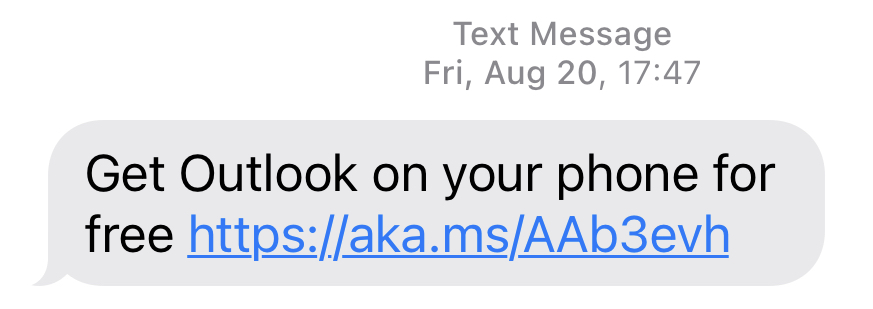 Text Message
Fri, Aug 20, 17:47
Get Outlook on your phone for
free https://aka.ms/AAb3evh